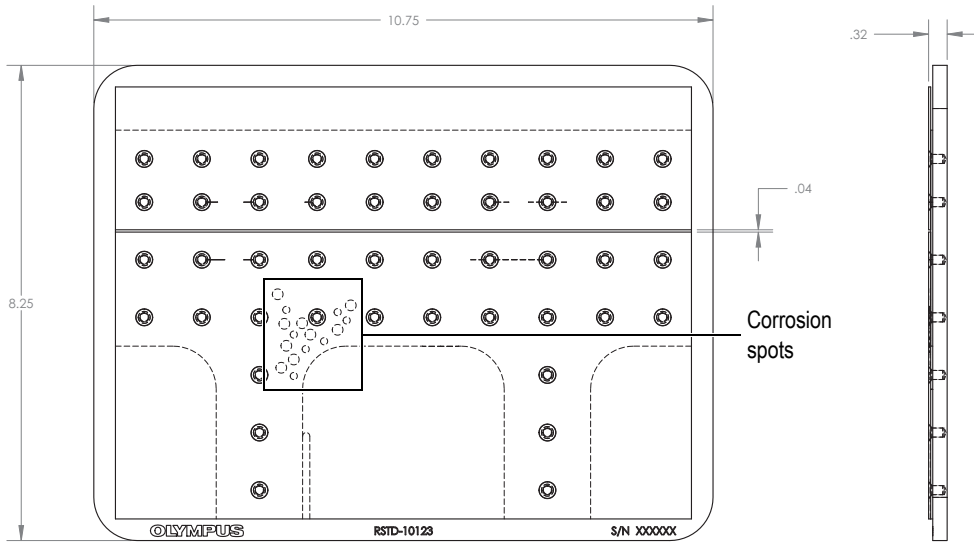 10.75
.32
.04
8.25
Corrosion
spots
OLYMPUS RSTD-10123 S/N XXXXXX